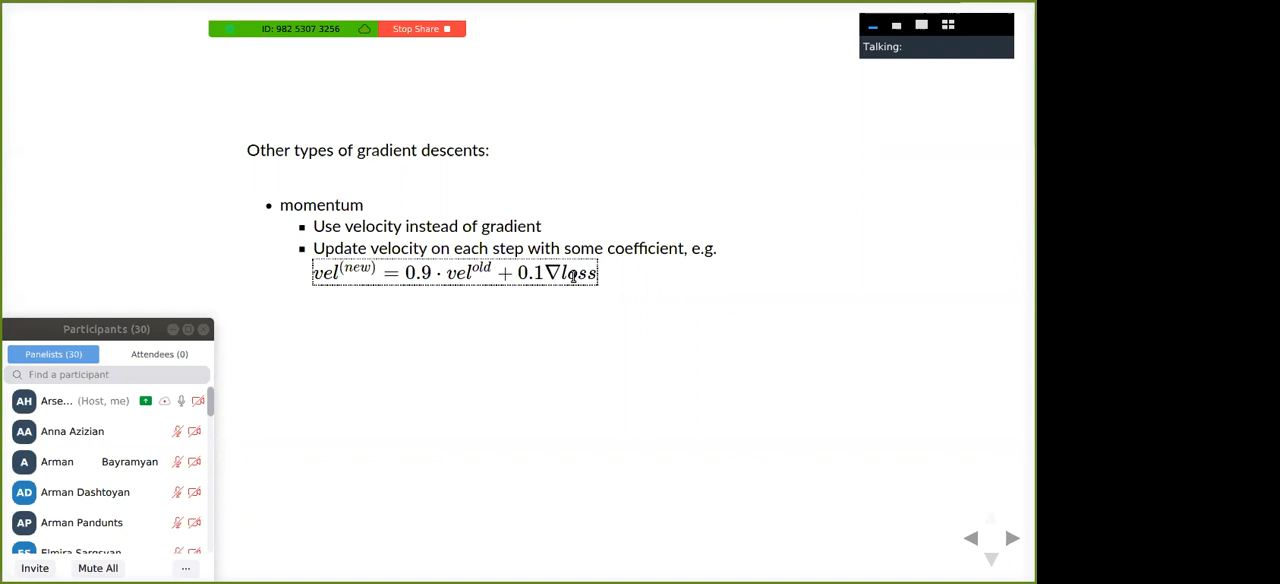 ID: 982 5307 3256
Stop Share
Talking:
Other types of gradient descents:
momentum
Use velocity instead of gradient
Update velocity on each step with some coefficient, e.g.
vel^(new) = 0.9 · vel^old + 0.1∇loss
Participants (30)
Panelists (30)
Attendees (0)
Find a participant
AH Arse... (Host, me)
AA Anna Azizian
A Arman Bayramyan
AD Arman Dashtoyan
AP Arman Pandunts
Elmira Sargsyan
Invite
Mute All
...